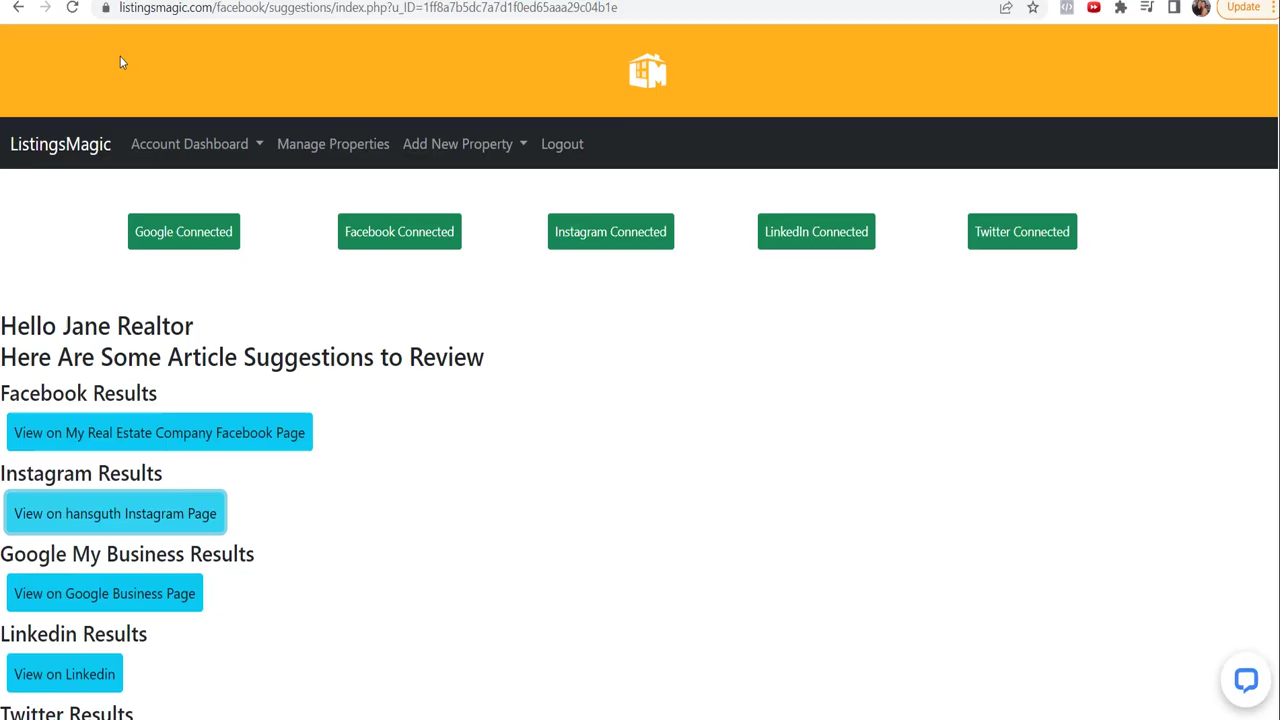 listingsmagic.com/facebook/suggestions/index.php?u_ID=1ff8a7b5dc7a7d1f0ed65aaa29c04b1e
Update
LM
ListingsMagic Account Dashboard Manage Properties Add New Property Logout
Google Connected Facebook Connected Instagram Connected LinkedIn Connected Twitter Connected
Hello Jane Realtor
Here Are Some Article Suggestions to Review
Facebook Results
View on My Real Estate Company Facebook Page
Instagram Results
View on hansguth Instagram Page
Google My Business Results
View on Google Business Page
Linkedin Results
View on Linkedin
Twitter Results